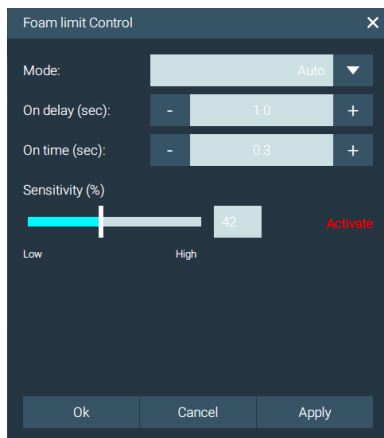 Foam limit Control ×
Mode: Auto
On delay (sec): - 1.0 +
On time (sec): - 0.3 +
Sensitivity (%)
42 Activate
Low High
Ok Cancel Apply